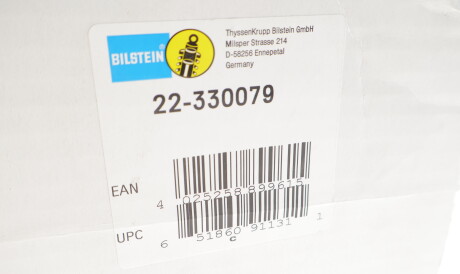 BILSTEIN
ThyssenKrupp Bilstein GmbH
Milsper Strasse 214
D-58256 Ennepetal
Germany
22-330079
EAN
4 025258 899615
UPC
6 51860 91131 1
c